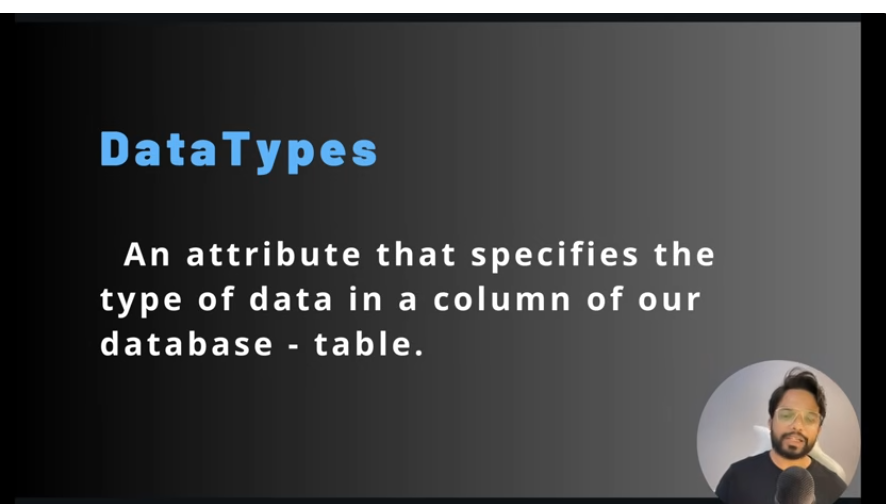 DataTypes
An attribute that specifies the
type of data in a column of our
database - table.